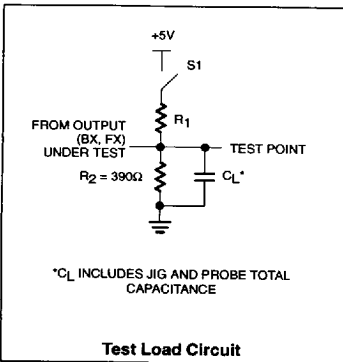 +5V
S1
R1
FROM OUTPUT
(BX, FX)
UNDER TEST
TEST POINT
R2 = 390Ω
CL*
*CL INCLUDES JIG AND PROBE TOTAL
CAPACITANCE
Test Load Circuit